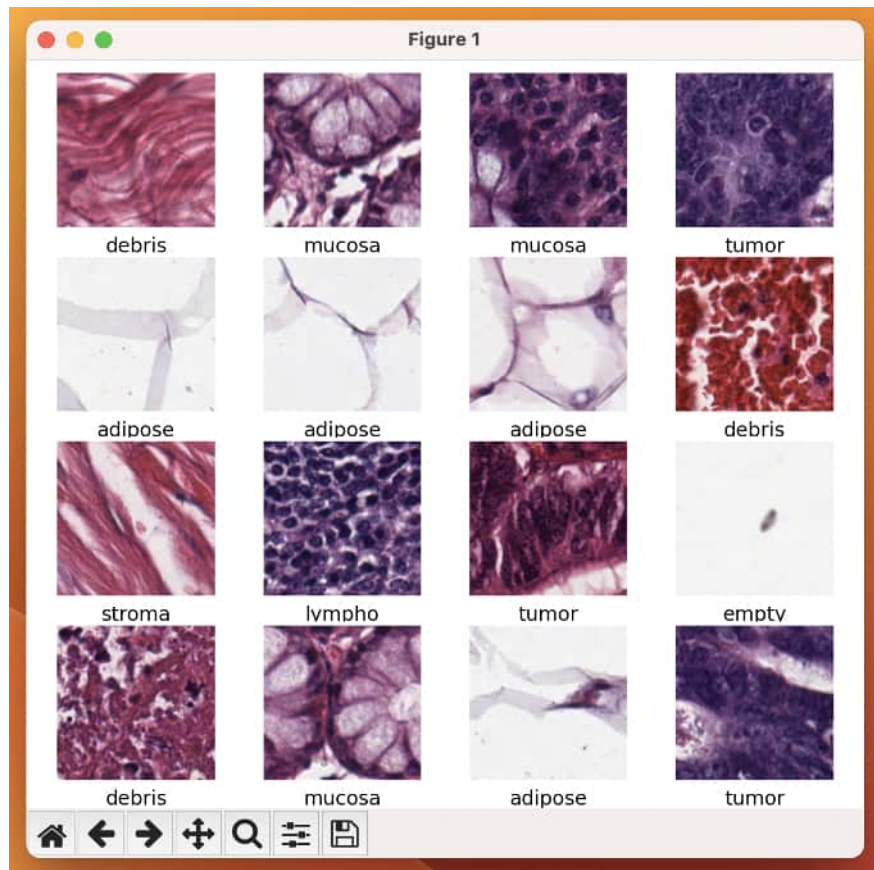 Figure 1
debris mucosa mucosa tumor
adipose adipose adipose debris
stroma lympho tumor empty
debris mucosa adipose tumor